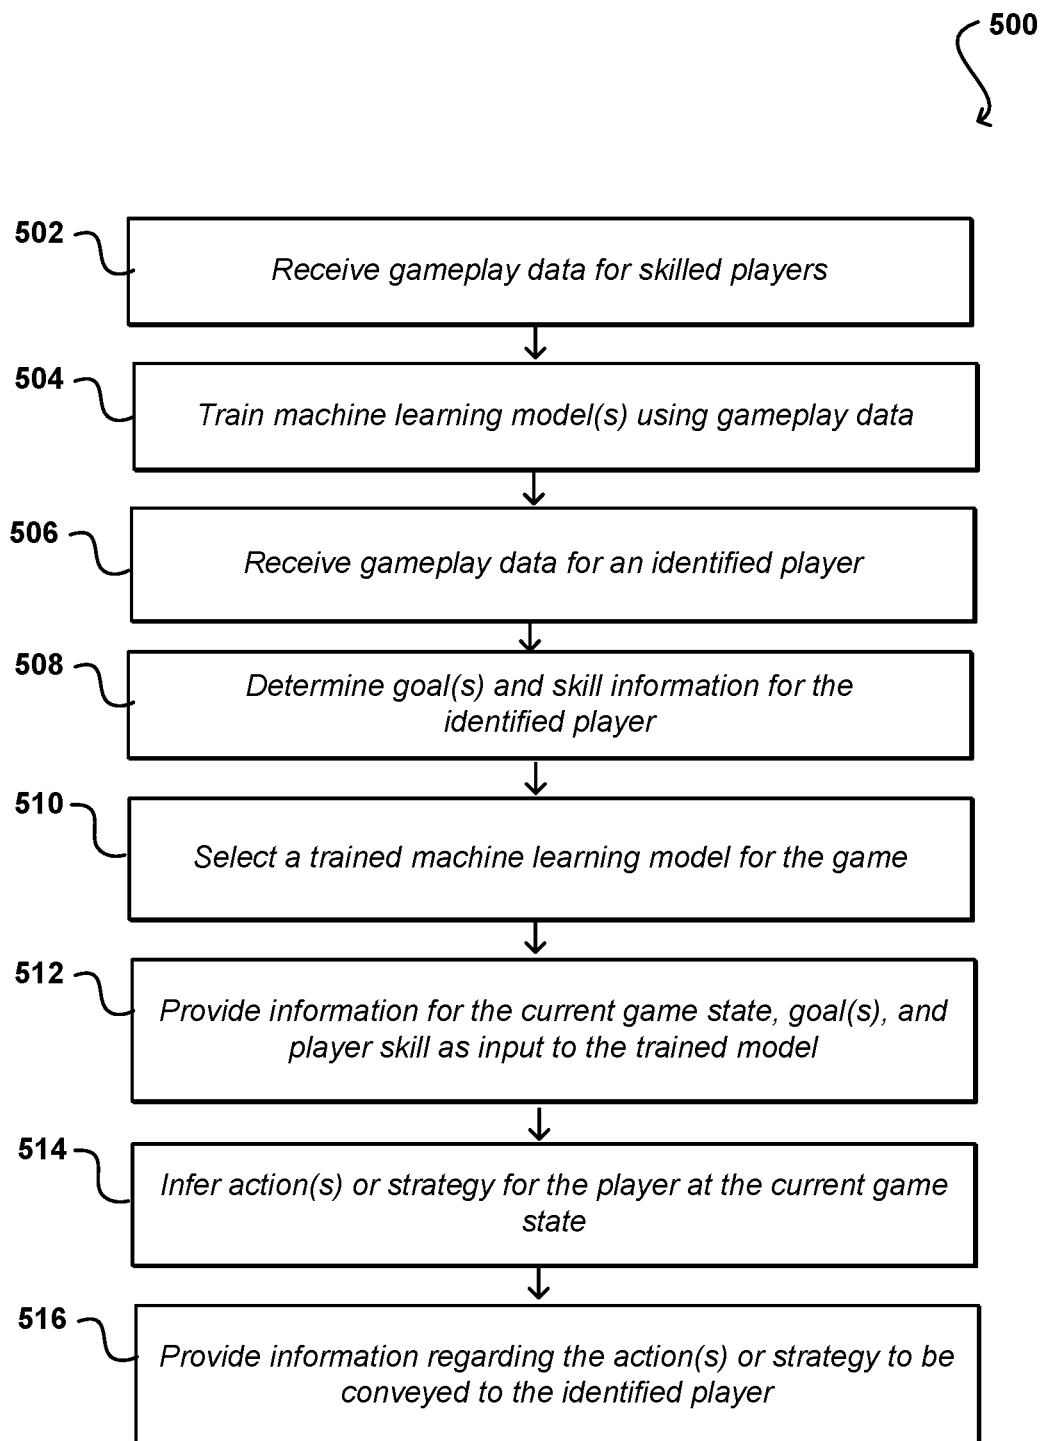 500
502
Receive gameplay data for skilled players
504
Train machine learning model(s) using gameplay data
506
Receive gameplay data for an identified player
508
Determine goal(s) and skill information for the
identified player
510
Select a trained machine learning model for the game
512
Provide information for the current game state, goal(s), and
player skill as input to the trained model
514
Infer action(s) or strategy for the player at the current game
state
516
Provide information regarding the action(s) or strategy to be
conveyed to the identified player